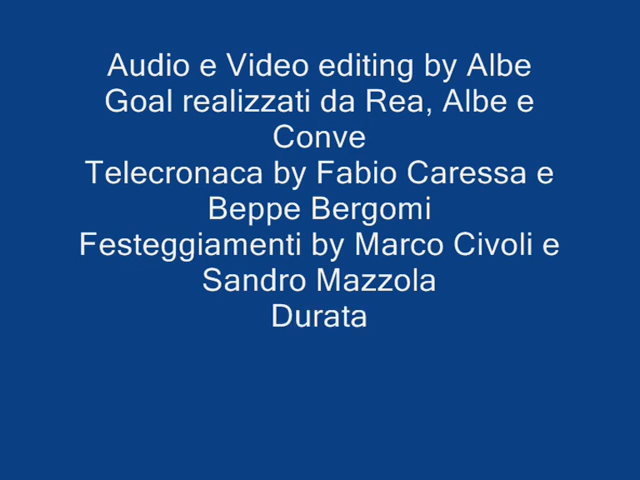 Audio e Video editing by Albe
Goal realizzati da Rea, Albe e
Conve
Telecronaca by Fabio Caressa e
Beppe Bergomi
Festeggiamenti by Marco Civoli e
Sandro Mazzola
Durata